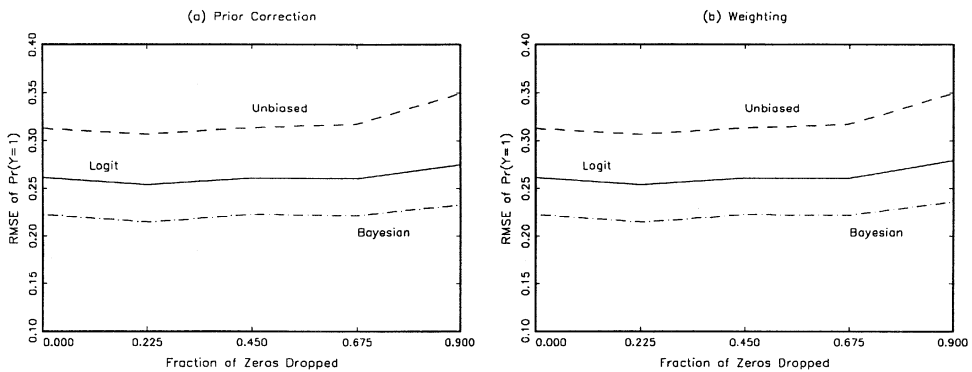 (a) Prior Correction
RMSE of Pr(Y=1)
0.40
0.35
0.30
0.25
0.20
0.15
0.10
Unbiased
Logit
Bayesian
0.000
0.225
0.450
0.675
0.900
Fraction of Zeros Dropped
(b) Weighting
RMSE of Pr(Y=1)
0.40
0.35
0.30
0.25
0.20
0.15
0.10
Unbiased
Logit
Bayesian
0.000
0.225
0.450
0.675
0.900
Fraction of Zeros Dropped